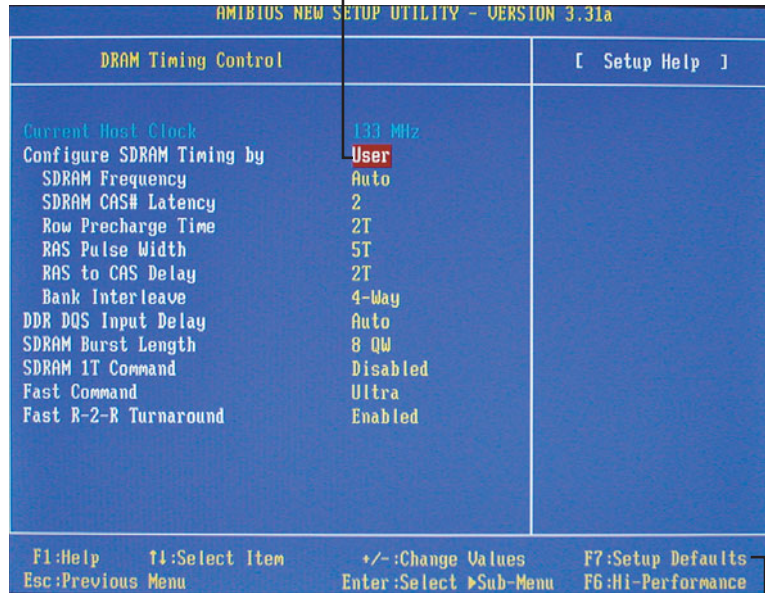 AMIBIOS NEW SETUP UTILITY - VERSION 3.31a
DRAM Timing Control
[ Setup Help ]
Current Host Clock 133 MHz
Configure SDRAM Timing by User
SDRAM Frequency Auto
SDRAM CAS# Latency 2
Row Precharge Time 2T
RAS Pulse Width 5T
RAS to CAS Delay 2T
Bank Interleave 4-Way
DDR DQS Input Delay Auto
SDRAM Burst Length 8 QW
SDRAM 1T Command Disabled
Fast Command Ultra
Fast R-2-R Turnaround Enabled
F1:Help ↑↓:Select Item +/-:Change Values F7:Setup Defaults
Esc:Previous Menu Enter:Select ▶Sub-Menu F6:Hi-Performance